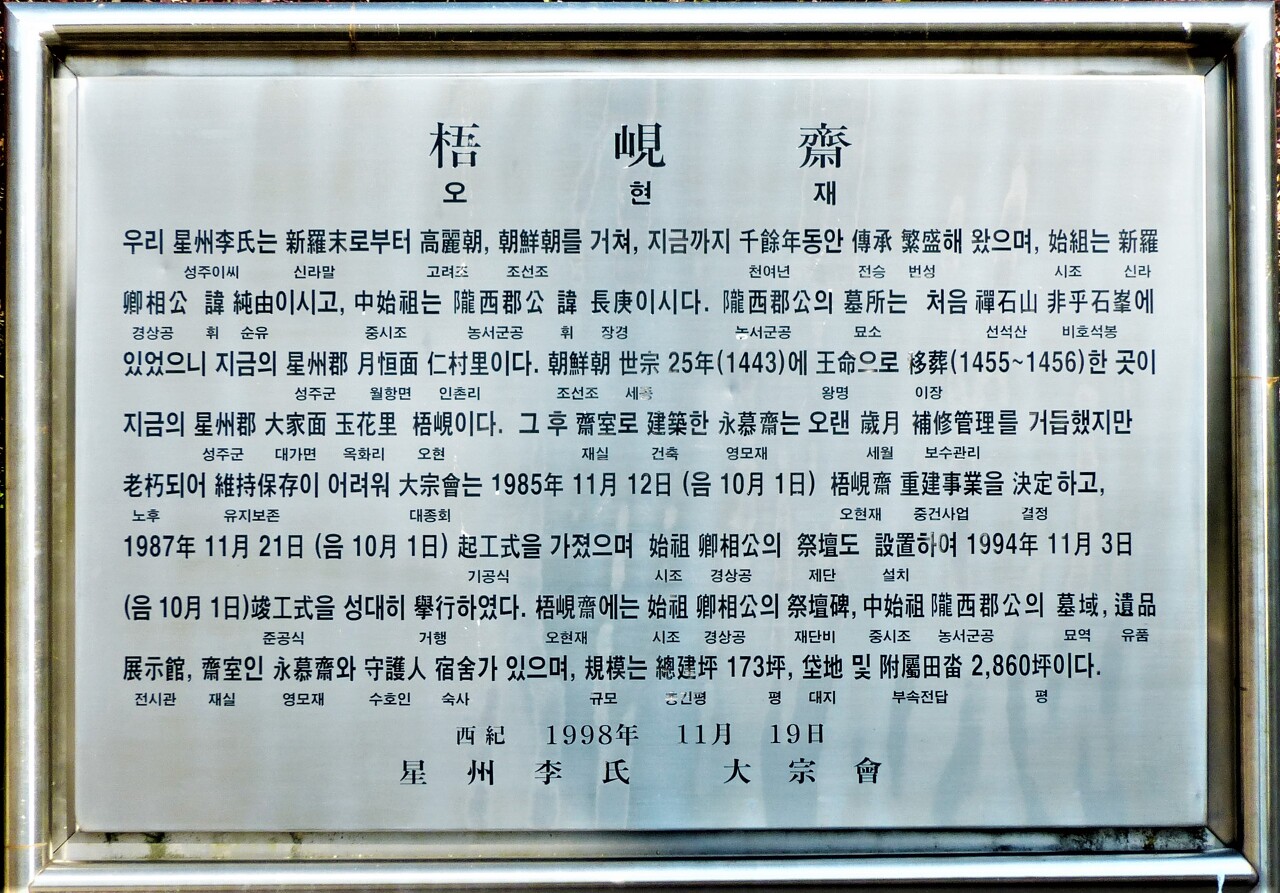 梧 峴 齋
오 현 재
우리 星州李氏는 新羅末로부터 高麗朝, 朝鮮朝를 거쳐, 지금까지 千餘年동안 傳承 繁盛해 왔으며, 始組는 新羅
성주이씨 신라말 고려조 조선조 천여년 전승 번성 시조 신라
卿相公 諱 純由이시고, 中始祖는 隴西郡公 諱 長庚이시다. 隴西郡公의 墓所는 처음 禪石山 非乎石峯에
경상공 휘 순유 중시조 농서군공 휘 장경 농서군공 묘소 선석산 비호석봉
있었으니 지금의 星州郡 月恒面 仁村里이다. 朝鮮朝 世宗 25年(1443)에 王命으로 移葬(1455~1456)한 곳이
성주군 월항면 인촌리 조선조 왕명 이장
지금의 星州郡 大家面 玉花里 梧峴이다. 그 후 齋室로 建築한 永慕齋는 오랜 歲月 補修管理를 거듭했지만
성주군 대가면 옥화리 오현 재실 건축 영모재 세월 보수관리
老朽되어 維持保存이 어려워 大宗會는 1985年 11月 12日 (음 10月 1日) 梧峴齋 重建事業을 決定하고,
노후 유지보존 대종회 오현재 중건사업 결정
1987年 11月 21日 (음 10月 1日) 起工式을 가졌으며 始祖 卿相公의 祭壇도 設置하여 1994年 11月 3日
기공식 시조 경상공 제단 설치
(음 10月 1日)竣工式을 성대히 擧行하였다. 梧峴齋에는 始祖 卿相公의 祭壇碑, 中始祖 隴西郡公의 墓域, 遺品
준공식 거행 오현재 시조 경상공 재단비 중시조 농서군공 묘역 유품
展示館, 齋室인 永慕齋와 守護人 宿舍가 있으며, 規模는 總建坪 173坪, 垈地 및 附屬田畓 2,860坪이다.
전시관 재실 영모재 수호인 숙사 규모 평 대지 부속전답 평
西紀 1998年 11月 19日
星州李氏 大宗會